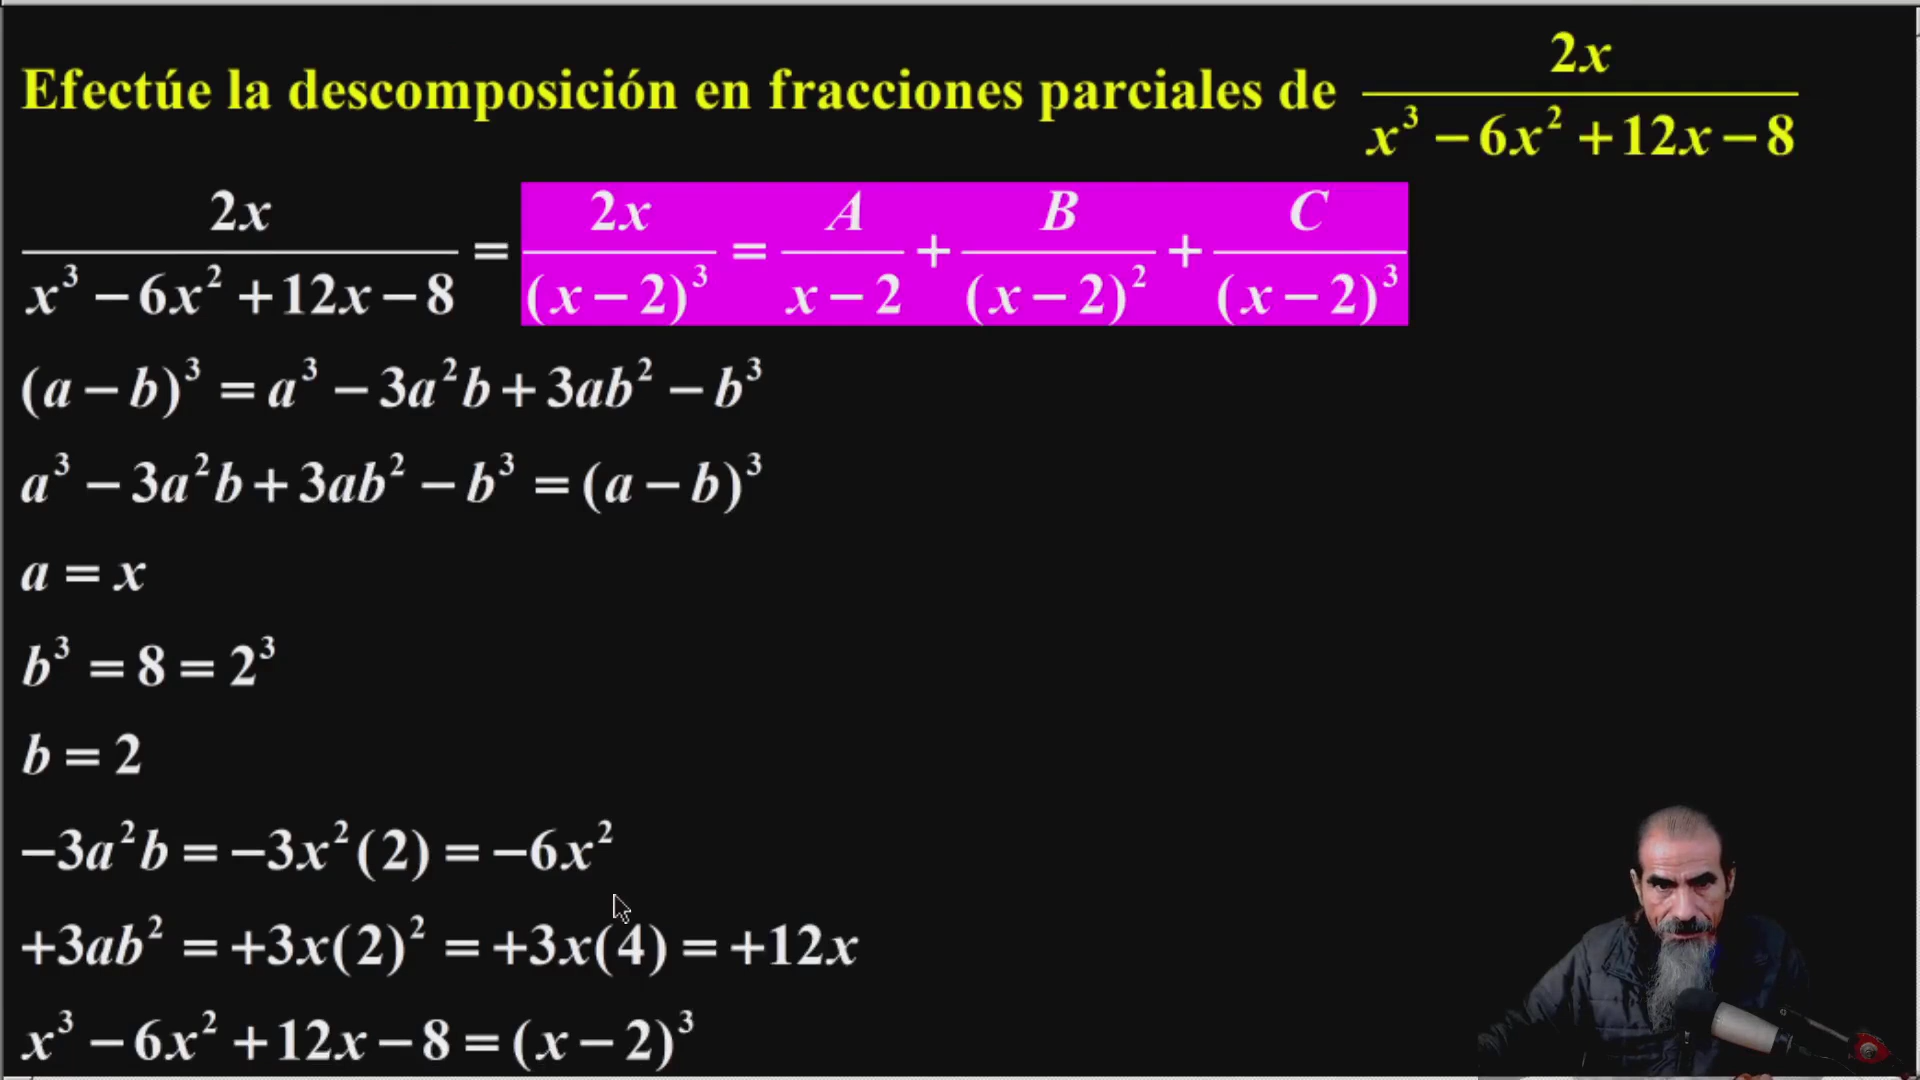 Efectúe la descomposición en fracciones parciales de 2x / (x³ − 6x² + 12x − 8)
2x / (x³ − 6x² + 12x − 8) = 2x / (x − 2)³ = A / (x − 2) + B / (x − 2)² + C / (x − 2)³
(a − b)³ = a³ − 3a²b + 3ab² − b³
a³ − 3a²b + 3ab² − b³ = (a − b)³
a = x
b³ = 8 = 2³
b = 2
−3a²b = −3x²(2) = −6x²
+3ab² = +3x(2)² = +3x(4) = +12x
x³ − 6x² + 12x − 8 = (x − 2)³